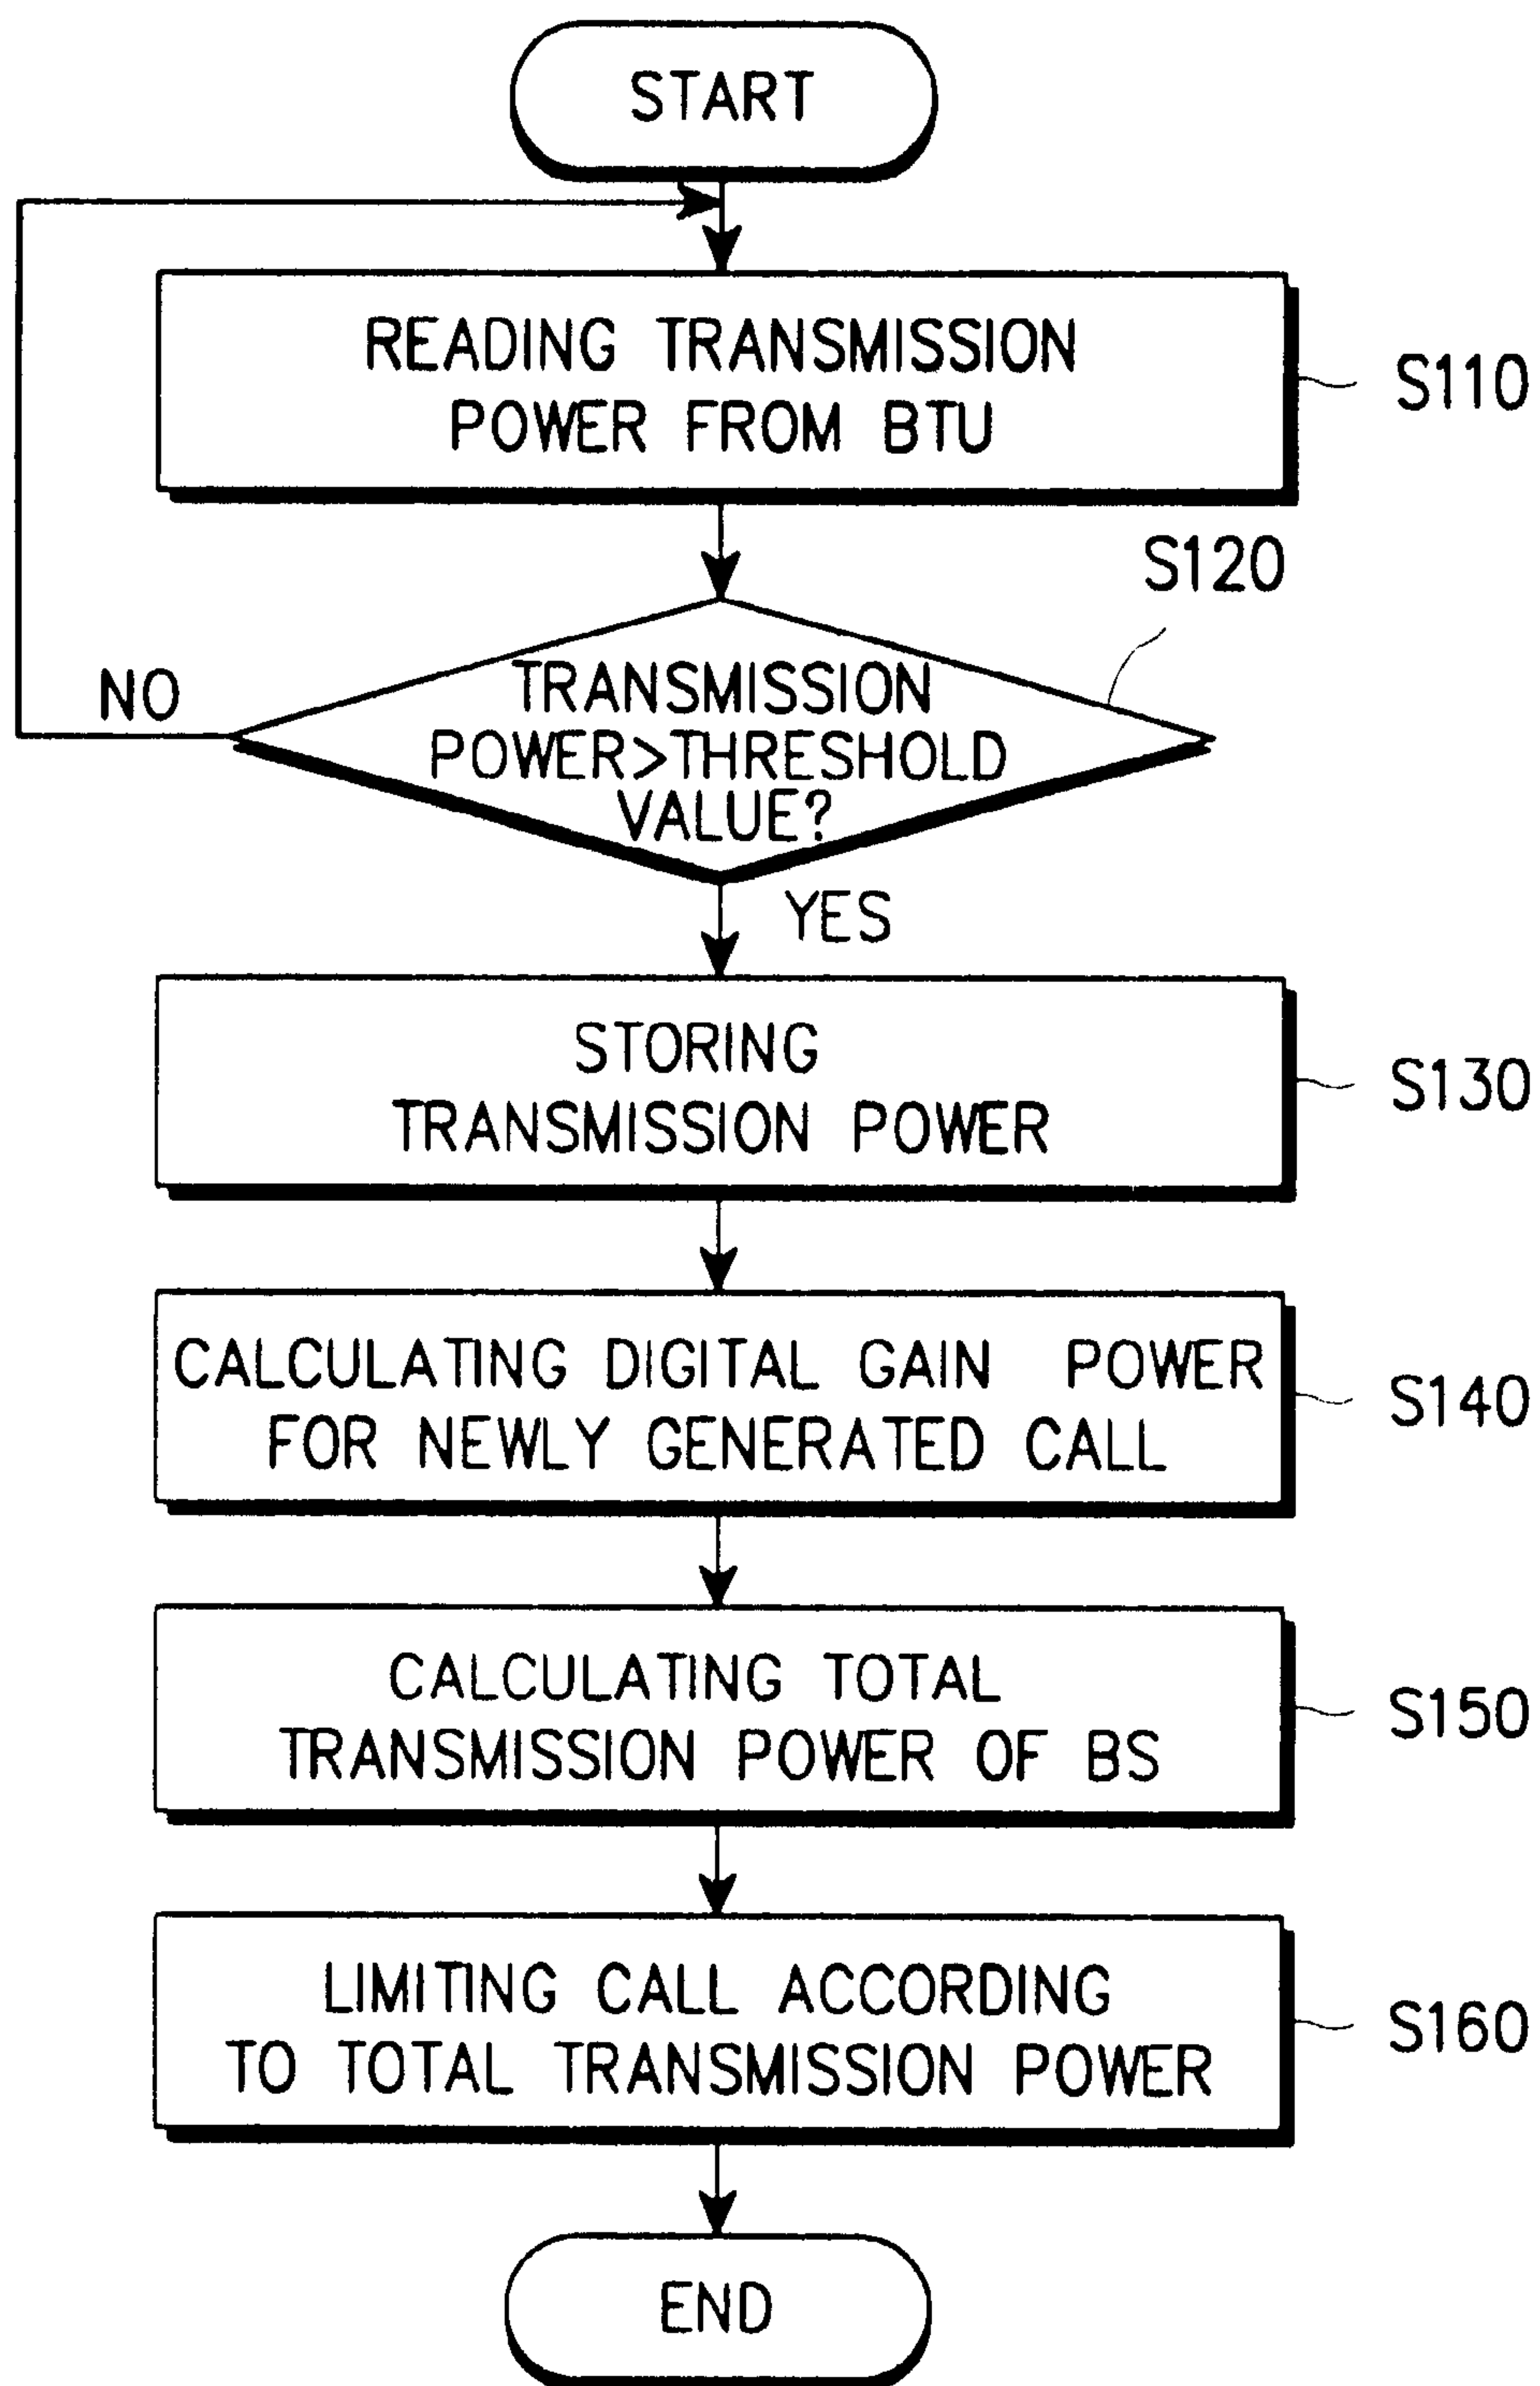 START
READING TRANSMISSION
POWER FROM BTU
S110
S120
TRANSMISSION
POWER>THRESHOLD
VALUE?
NO
YES
STORING
TRANSMISSION POWER
S130
CALCULATING DIGITAL GAIN POWER
FOR NEWLY GENERATED CALL
S140
CALCULATING TOTAL
TRANSMISSION POWER OF BS
S150
LIMITING CALL ACCORDING
TO TOTAL TRANSMISSION POWER
S160
END